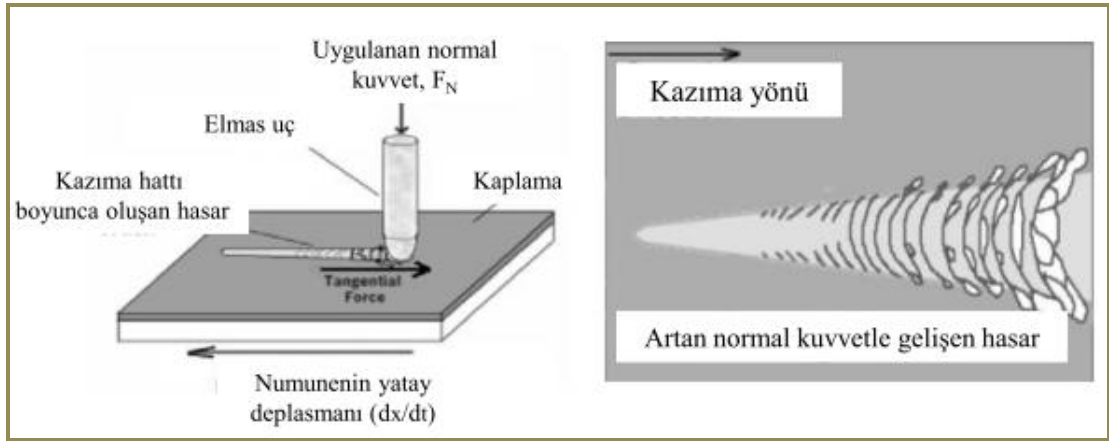 Uygulanan normal
kuvvet, FN
Elmas uç
Kazıma hattı
boyunca oluşan hasar
Kaplama
Tangential
Force
Numunenin yatay
deplasmanı (dx/dt)
Kazıma yönü
Artan normal kuvvetle gelişen hasar